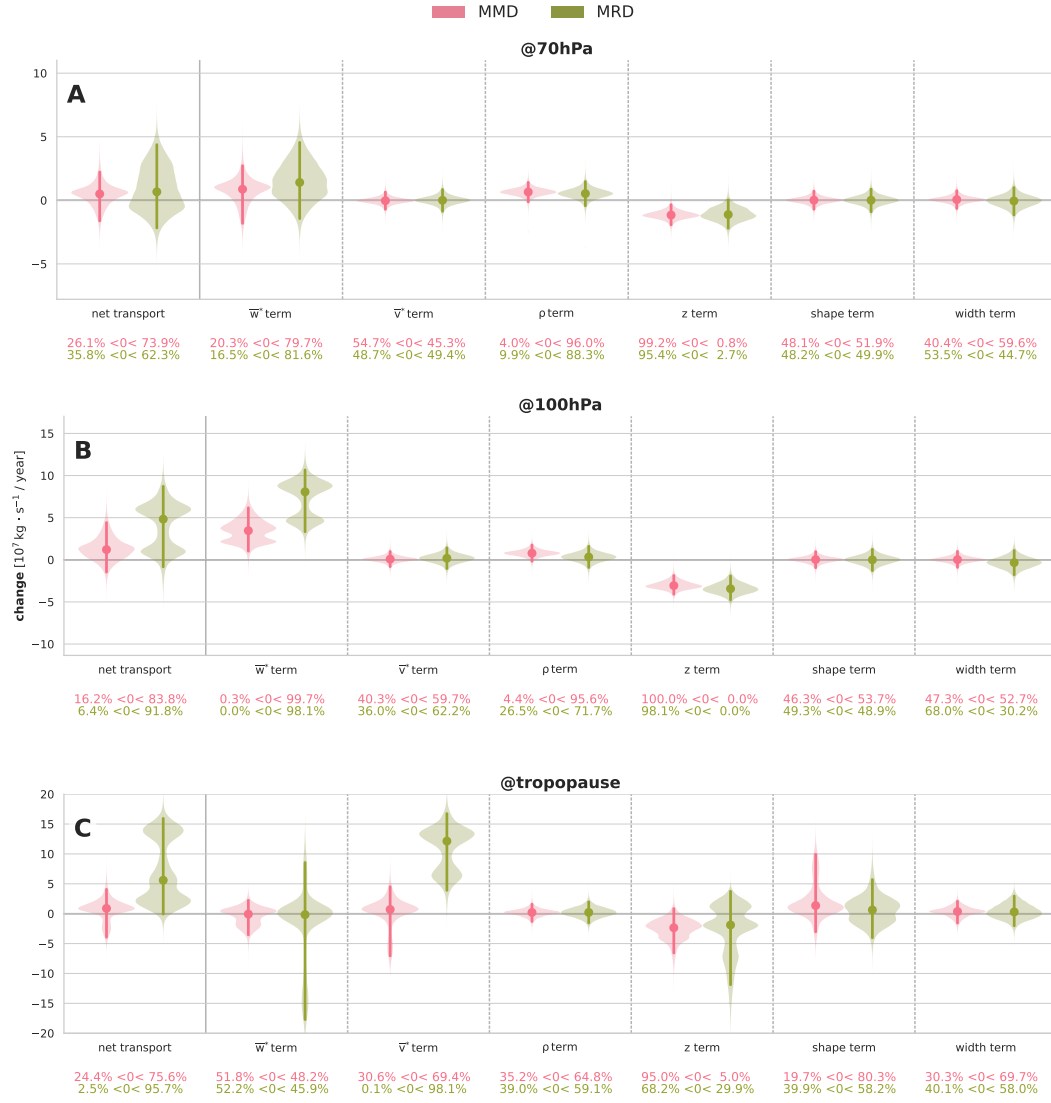 MMD MRD
@70hPa
A
10
5
0
−5
net transport w̅* term v̅* term ρ term z term shape term width term
26.1% <0< 73.9% 20.3% <0< 79.7% 54.7% <0< 45.3% 4.0% <0< 96.0% 99.2% <0< 0.8% 48.1% <0< 51.9% 40.4% <0< 59.6%
35.8% <0< 62.3% 16.5% <0< 81.6% 48.7% <0< 49.4% 9.9% <0< 88.3% 95.4% <0< 2.7% 48.2% <0< 49.9% 53.5% <0< 44.7%
@100hPa
B
15
10
5
0
−5
−10
change [10⁷ kg · s⁻¹ / year]
net transport w̅* term v̅* term ρ term z term shape term width term
16.2% <0< 83.8% 0.3% <0< 99.7% 40.3% <0< 59.7% 4.4% <0< 95.6% 100.0% <0< 0.0% 46.3% <0< 53.7% 47.3% <0< 52.7%
6.4% <0< 91.8% 0.0% <0< 98.1% 36.0% <0< 62.2% 26.5% <0< 71.7% 98.1% <0< 0.0% 49.3% <0< 48.9% 68.0% <0< 30.2%
@tropopause
C
20
15
10
5
0
−5
−10
−15
−20
net transport w̅* term v̅* term ρ term z term shape term width term
24.4% <0< 75.6% 51.8% <0< 48.2% 30.6% <0< 69.4% 35.2% <0< 64.8% 95.0% <0< 5.0% 19.7% <0< 80.3% 30.3% <0< 69.7%
2.5% <0< 95.7% 52.2% <0< 45.9% 0.1% <0< 98.1% 39.0% <0< 59.1% 68.2% <0< 29.9% 39.9% <0< 58.2% 40.1% <0< 58.0%